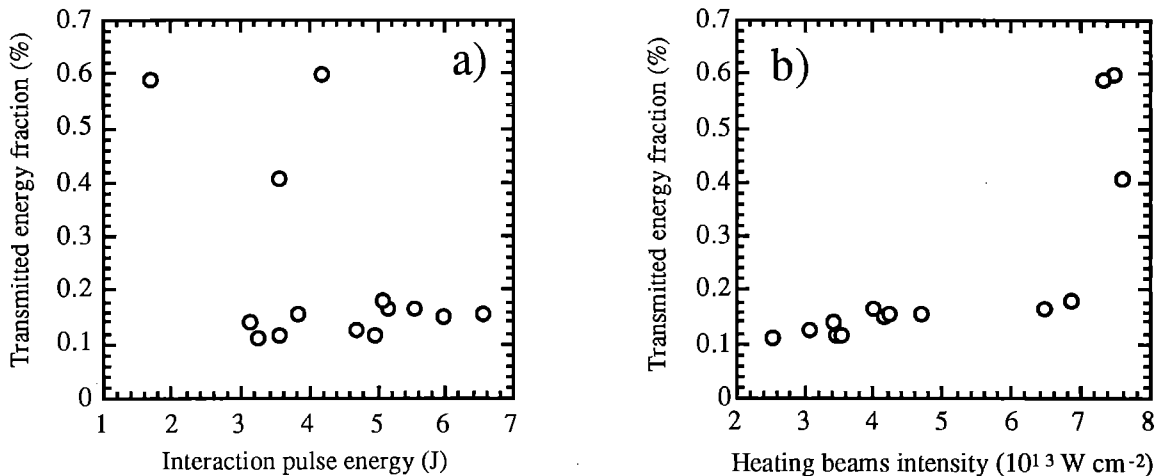 0.7
0.6
0.5
0.4
0.3
0.2
0.1
0
Transmitted energy fraction (%)
a)
1 2 3 4 5 6 7
Interaction pulse energy (J)
0.7
0.6
0.5
0.4
0.3
0.2
0.1
0
Transmitted energy fraction (%)
b)
2 3 4 5 6 7 8
Heating beams intensity (10¹³ W cm⁻²)